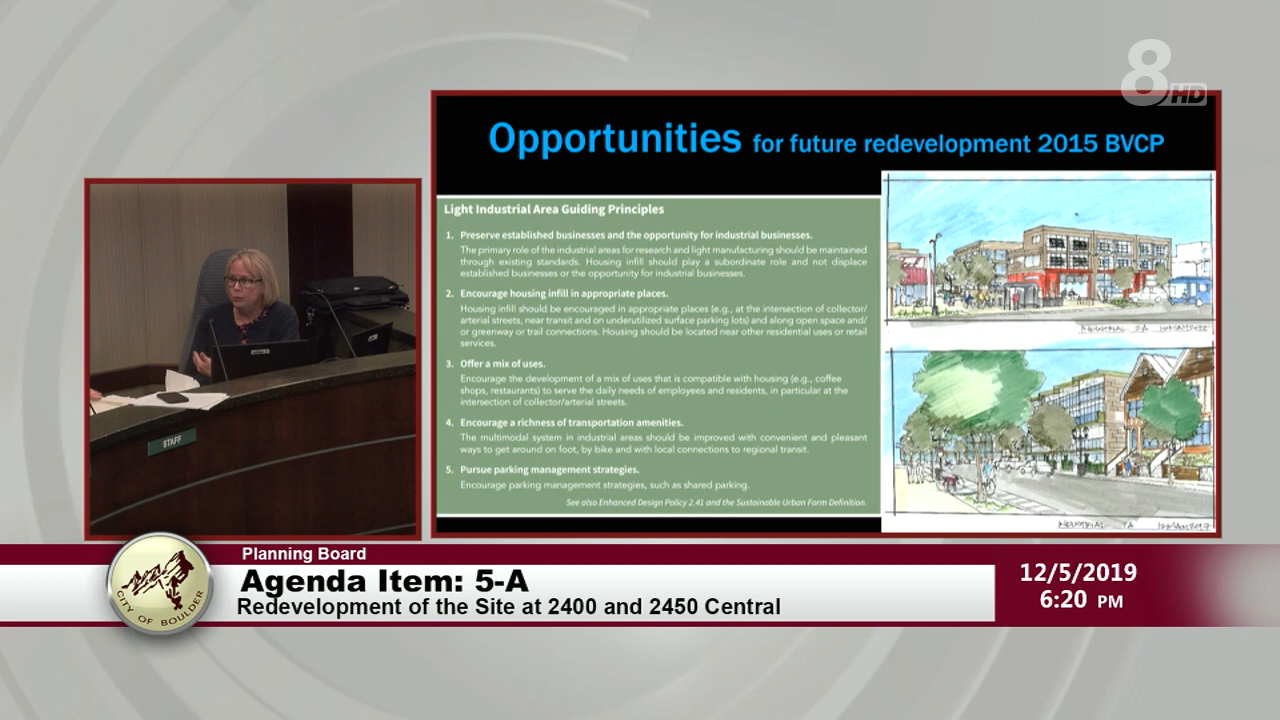 8 HD
Opportunities for future redevelopment 2015 BVCP
Light Industrial Area Guiding Principles
1. Preserve established businesses and the opportunity for industrial businesses.
The primary role of the industrial areas for research and light manufacturing should be maintained
through existing standards. Housing infill should play a subordinate role and not displace
established businesses or the opportunity for industrial businesses.
2. Encourage housing infill in appropriate places.
Housing infill should be encouraged in appropriate places (e.g., at the intersection of collector/
arterial streets, near transit and on underutilized surface parking lots) and along open space and/
or greenway or trail connections. Housing should be located near other residential uses or retail
services.
3. Offer a mix of uses.
Encourage the development of a mix of uses that is compatible with housing (e.g., coffee
shops, restaurants) to serve the daily needs of employees and residents, in particular at the
intersection of collector/arterial streets.
4. Encourage a richness of transportation amenities.
The multimodal system in industrial areas should be improved with convenient and pleasant
ways to get around on foot, by bike and with local connections to regional transit.
5. Pursue parking management strategies.
Encourage parking management strategies, such as shared parking.
See also Enhanced Design Policy 2.41 and the Sustainable Urban Form Definition.
INDUSTRIAL
INDUSTRIAL
STAFF
Planning Board
Agenda Item: 5-A
Redevelopment of the Site at 2400 and 2450 Central
CITY OF BOULDER
12/5/2019
6:20 PM